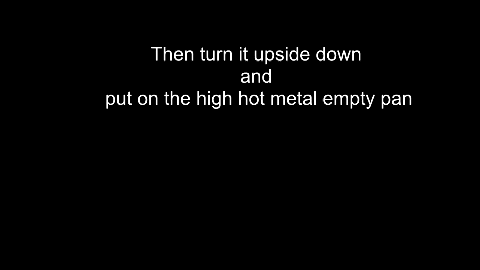 Then turn it upside down
and
put on the high hot metal empty pan